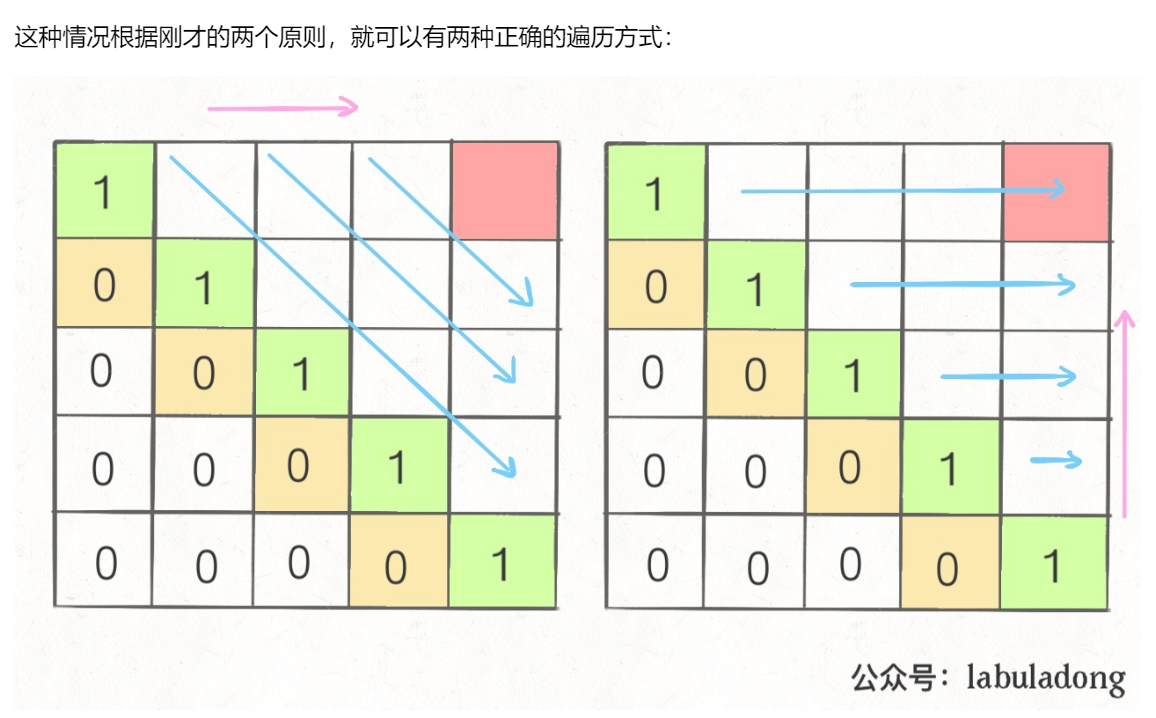 这种情况根据刚才的两个原则，就可以有两种正确的遍历方式：
1 1
0 1 0 1
0 0 1 0 0 1
0 0 0 1 0 0 0 1
0 0 0 0 1 0 0 0 0 1
公众号：labuladong